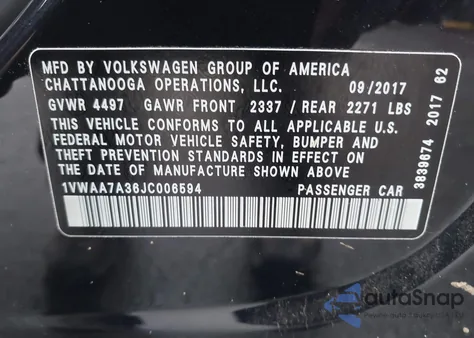 MFD BY VOLKSWAGEN GROUP OF AMERICA
CHATTANOOGA OPERATIONS, LLC. 09/2017
GVWR 4497 GAWR FRONT 2337 / REAR 2271 LBS
THIS VEHICLE CONFORMS TO ALL APPLICABLE U.S.
FEDERAL MOTOR VEHICLE SAFETY, BUMPER AND
THEFT PREVENTION STANDARDS IN EFFECT ON
THE DATE OF MANUFACTURE SHOWN ABOVE
1VWAA7A36JC006594 PASSENGER CAR
3839674 2017 62
autoSnap